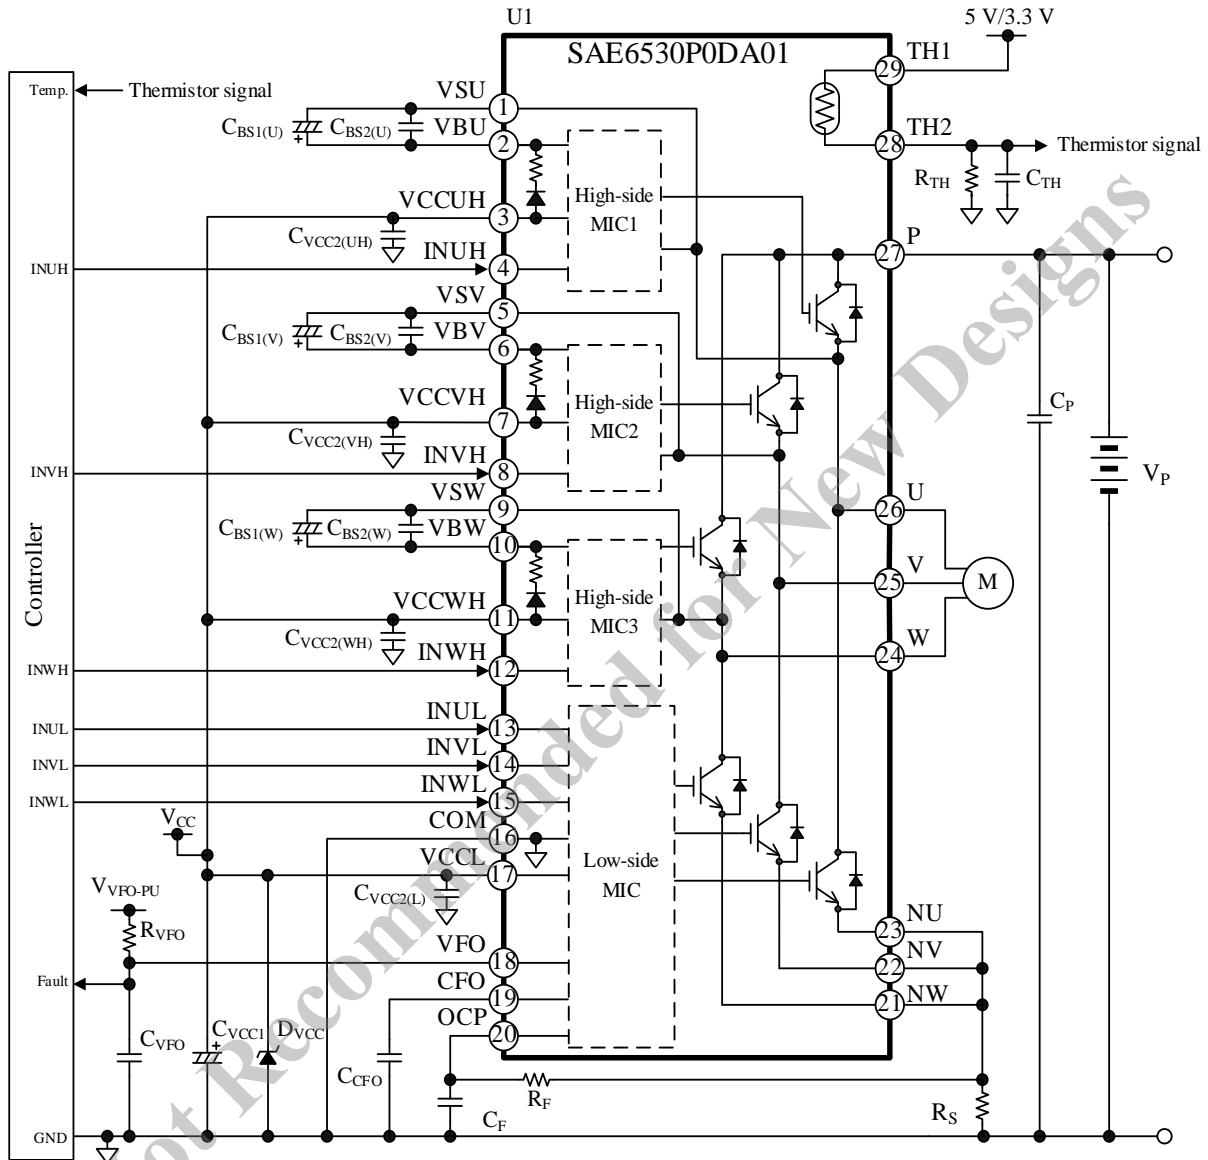 U1
5 V/3.3 V
SAE6530P0DA01
TH1
29
Temp.
Thermistor signal
VSU
1
CBS1(U)
CBS2(U)
VBU
2
TH2
28
Thermistor signal
RTH
CTH
High-side
MIC1
VCCUH
3
CVCC2(UH)
P
27
INUH
INUH
4
VSV
5
CBS1(V)
CBS2(V)
VBV
6
High-side
MIC2
VCCVH
7
CP
CVCC2(VH)
INVH
INVH
8
VP
VSW
9
U
26
CBS1(W)
CBS2(W)
VBW
10
V
25
M
Controller
High-side
MIC3
VCCWH
11
CVCC2(WH)
W
24
INWH
INWH
12
INUL
INUL
13
INVL
INVL
14
INWL
INWL
15
VCC
COM
16
VCCL
17
Low-side
MIC
CVCC2(L)
VVFO-PU
RVFO
NU
23
VFO
18
NV
22
Fault
CFO
19
NW
21
OCP
20
CVFO
CVCC1
DVCC
CCFO
RF
CF
RS
GND
Not Recommended for New Designs